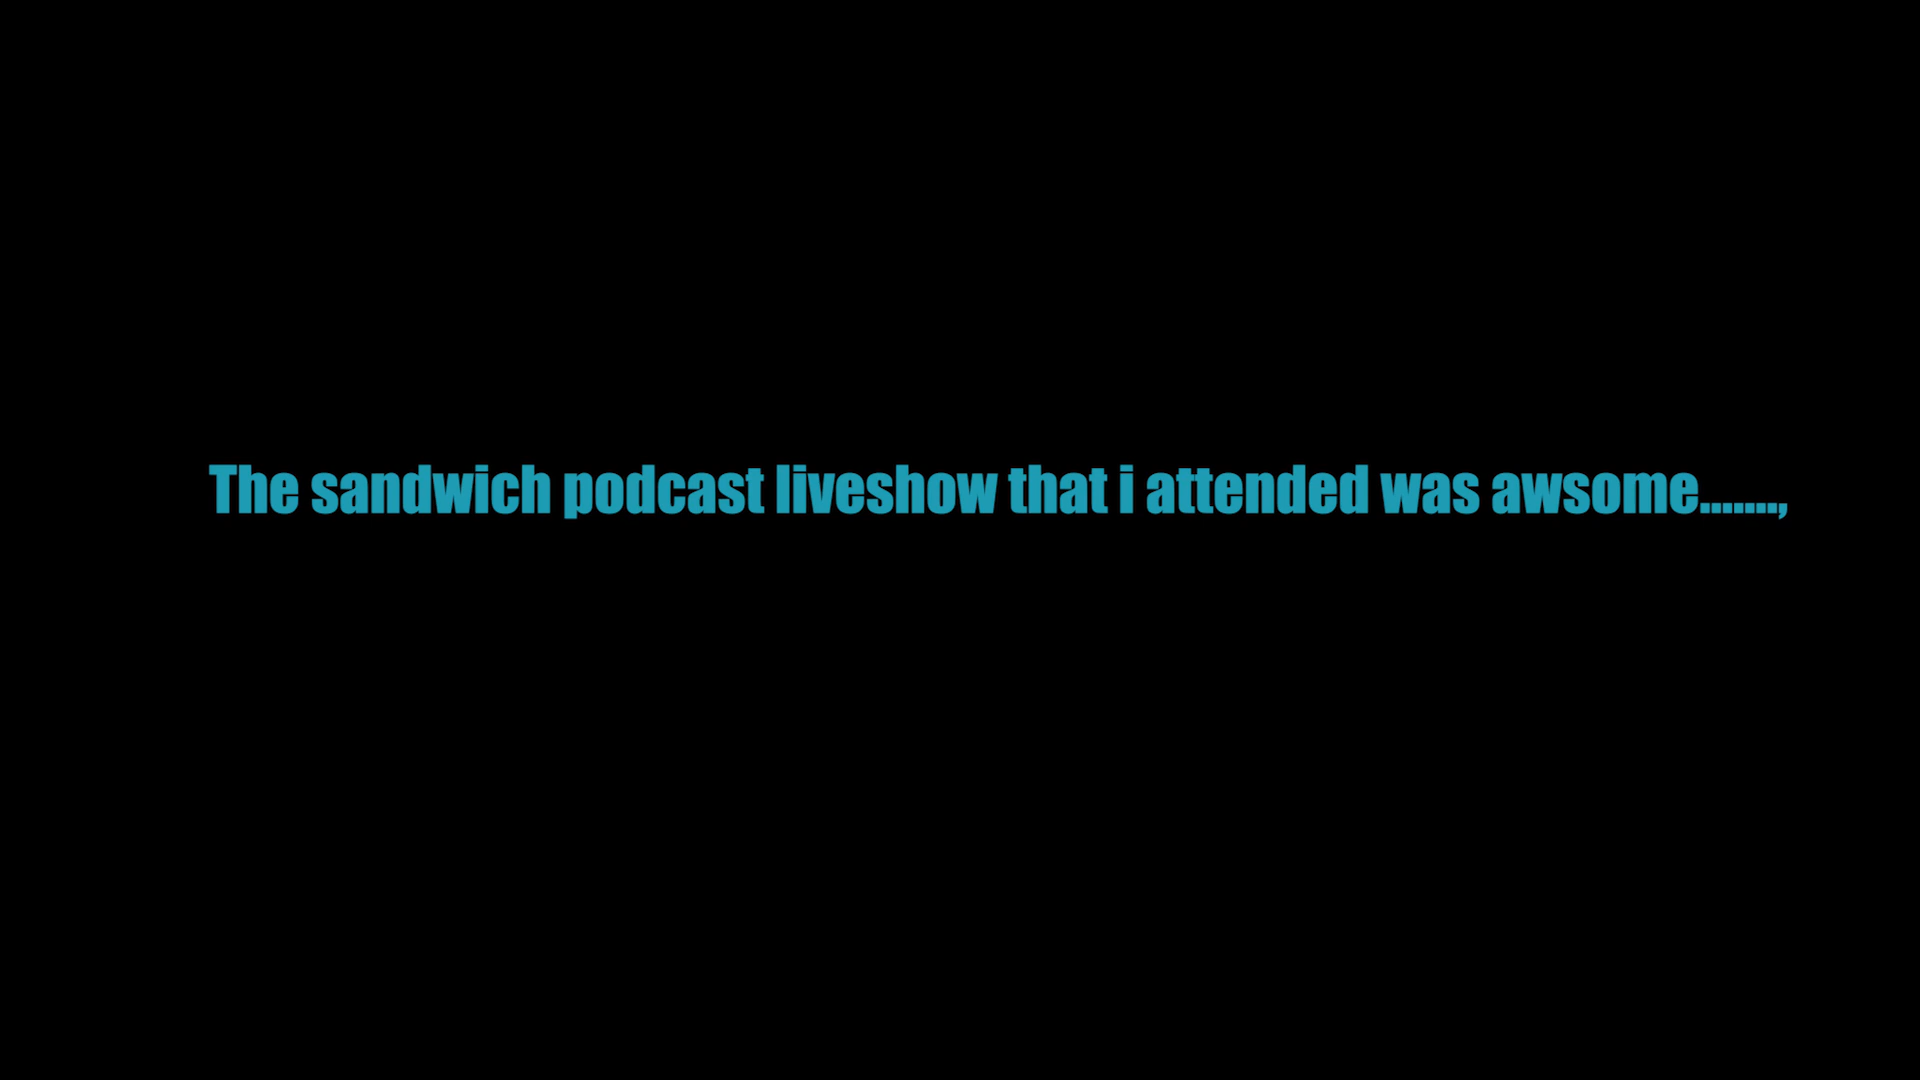 The sandwich podcast liveshow that i attended was awsome.......,